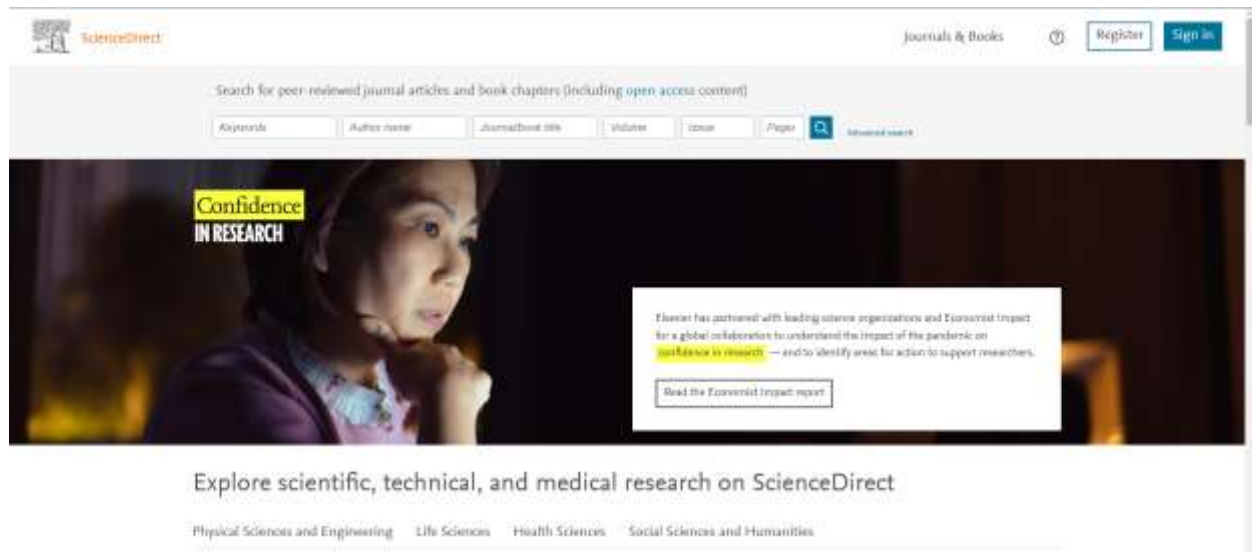 ScienceDirect
Journals & Books
?
Register
Sign in
Search for peer-reviewed journal articles and book chapters (including open access content)
Keywords
Author name
Journal/book title
Volume
Issue
Pages
Advanced search
Confidence
IN RESEARCH
Elsevier has partnered with leading science organizations and Economist Impact
for a global collaboration to understand the impact of the pandemic on
confidence in research — and to identify areas for action to support researchers.
Read the Economist Impact report
Explore scientific, technical, and medical research on ScienceDirect
Physical Sciences and Engineering
Life Sciences
Health Sciences
Social Sciences and Humanities